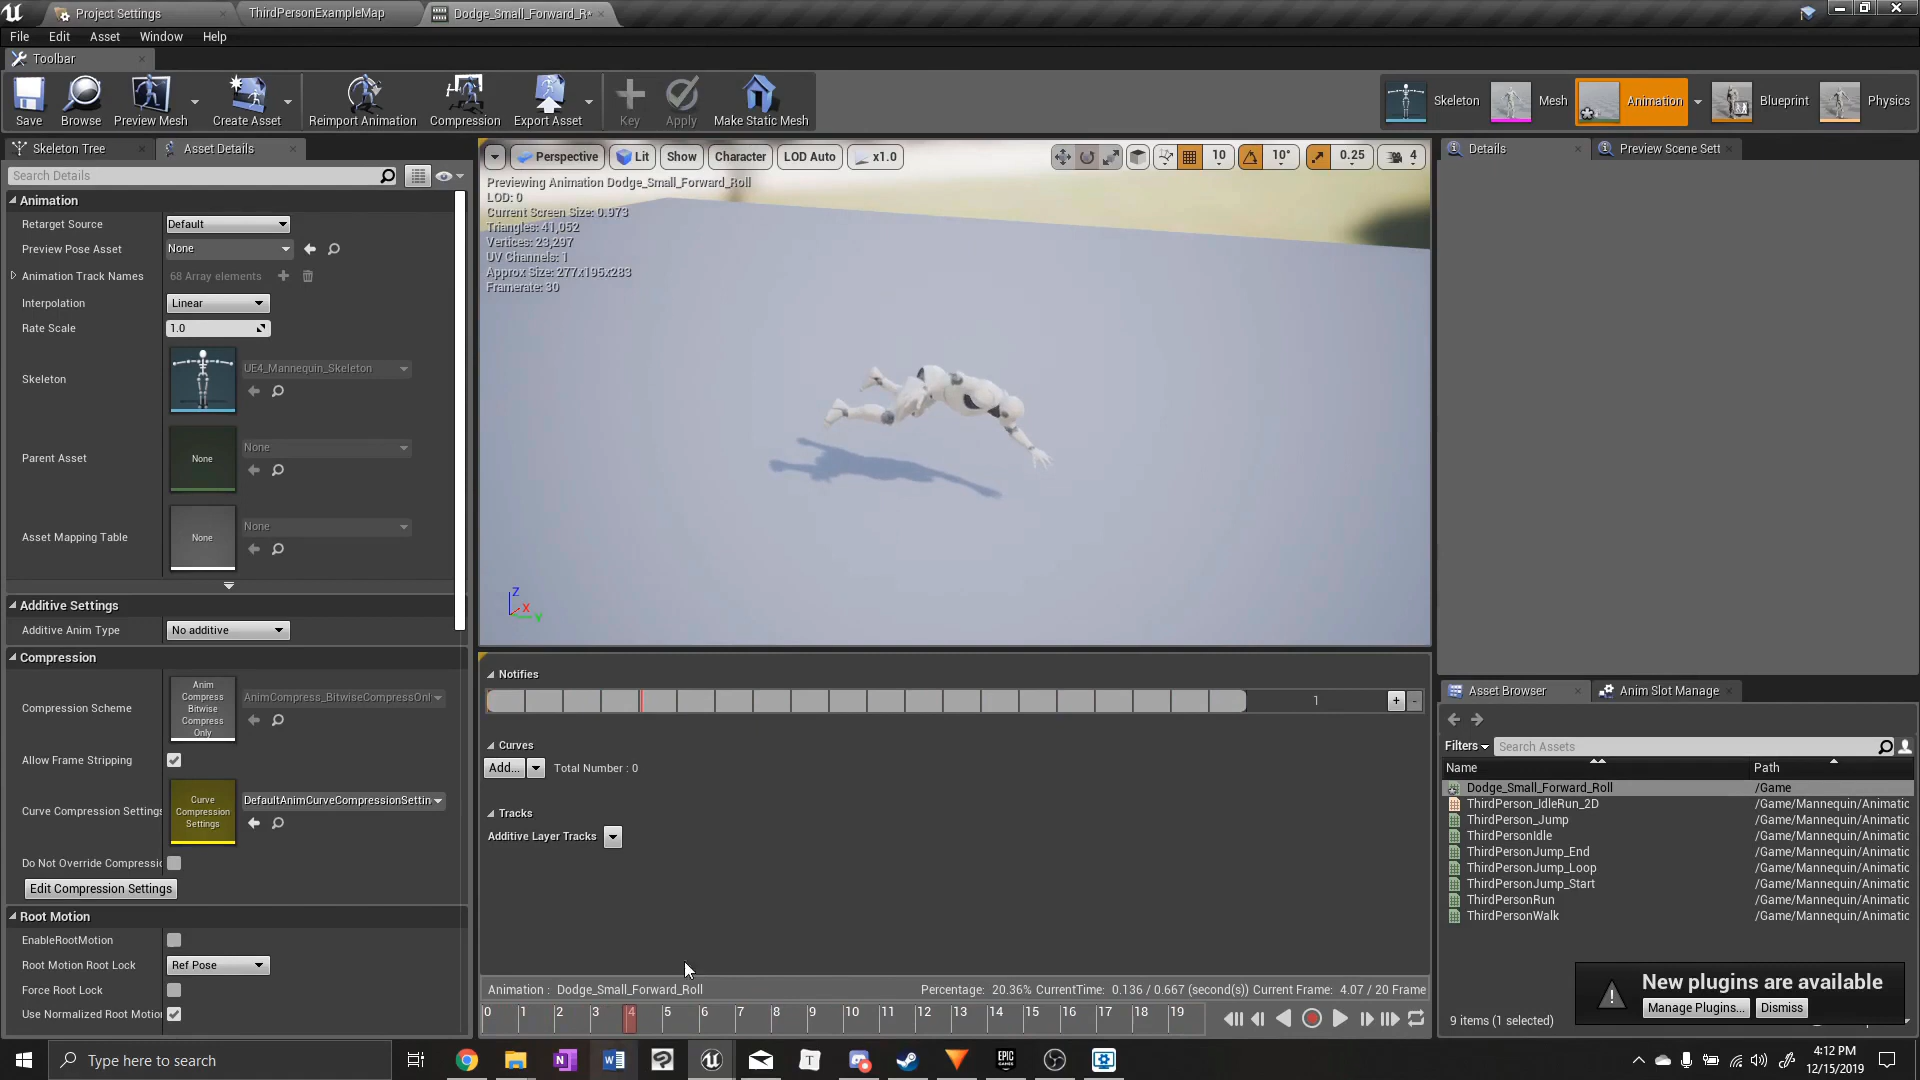 Project Settings
ThirdPersonExampleMap
Dodge_Small_Forward_R*
File Edit Asset Window Help
Toolbar
Save Browse Preview Mesh Create Asset Reimport Animation Compression Export Asset Key Apply Make Static Mesh
Skeleton Mesh Animation Blueprint Physics
Skeleton Tree Asset Details
Search Details
Animation
Retarget Source Default
Preview Pose Asset None
Animation Track Names 68 Array elements
Interpolation Linear
Rate Scale 1.0
Skeleton UE4_Mannequin_Skeleton
Parent Asset None None
Asset Mapping Table None None
Additive Settings
Additive Anim Type No additive
Compression
Compression Scheme
Anim
Compress
Bitwise
Compress
Only
AnimCompress_BitwiseCompressOnl
Allow Frame Stripping
Curve Compression Settings
Curve
Compression
Settings
DefaultAnimCurveCompressionSettin
Do Not Override Compressio
Edit Compression Settings
Root Motion
EnableRootMotion
Root Motion Root Lock Ref Pose
Force Root Lock
Use Normalized Root Motion
Perspective Lit Show Character LOD Auto x1.0 10 10° 0.25 4
Previewing Animation Dodge_Small_Forward_Roll
LOD: 0
Current Screen Size: 0.973
Triangles: 41,052
Vertices: 23,297
UV Channels: 1
Approx Size: 277x195x283
Framerate: 30
Z
X
Y
Notifies
1 + -
Curves
Add... Total Number : 0
Tracks
Additive Layer Tracks
Animation : Dodge_Small_Forward_Roll Percentage: 20.36% CurrentTime: 0.136 / 0.667 (second(s)) Current Frame: 4.07 / 20 Frame
0 1 2 3 4 5 6 7 8 9 10 11 12 13 14 15 16 17 18 19
Details Preview Scene Sett
Asset Browser Anim Slot Manage
Filters Search Assets
Name Path
Dodge_Small_Forward_Roll /Game
ThirdPerson_IdleRun_2D /Game/Mannequin/Animatic
ThirdPerson_Jump /Game/Mannequin/Animatic
ThirdPersonIdle /Game/Mannequin/Animatic
ThirdPersonJump_End /Game/Mannequin/Animatic
ThirdPersonJump_Loop /Game/Mannequin/Animatic
ThirdPersonJump_Start /Game/Mannequin/Animatic
ThirdPersonRun /Game/Mannequin/Animatic
ThirdPersonWalk /Game/Mannequin/Animatic
New plugins are available
Manage Plugins... Dismiss
9 items (1 selected)
Type here to search
4:12 PM
12/15/2019